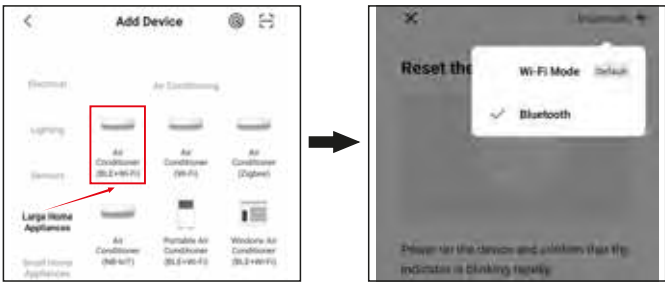 Add Device
Electrical
Air Conditioning
Lighting
Sensors
Large Home
Appliances
Small Home
Appliances
Air
Conditioner
(BLE+Wi-Fi)
Air
Conditioner
(Wi-Fi)
Air
Conditioner
(Zigbee)
Air
Conditioner
(NB-IoT)
Portable Air
Conditioner
(BLE+Wi-Fi)
Window Air
Conditioner
(BLE+Wi-Fi)
Bluetooth
Reset the
Wi-Fi Mode Default
Bluetooth
Power on the device and confirm that the
indicator is blinking rapidly